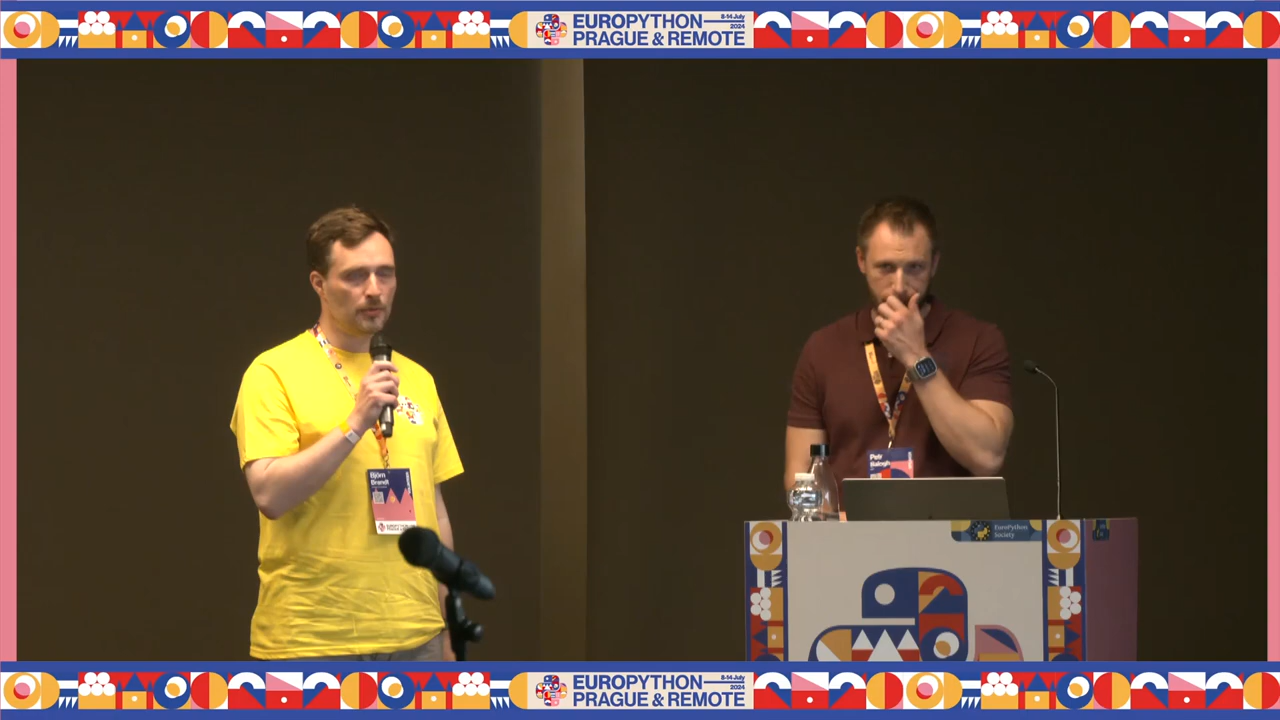 EUROPYTHON
8-14 July
2024
PRAGUE & REMOTE
Björn
Brandt
Petr
Balogh
EuroPython
Society
EUROPYTHON
8-14 July
2024
PRAGUE & REMOTE